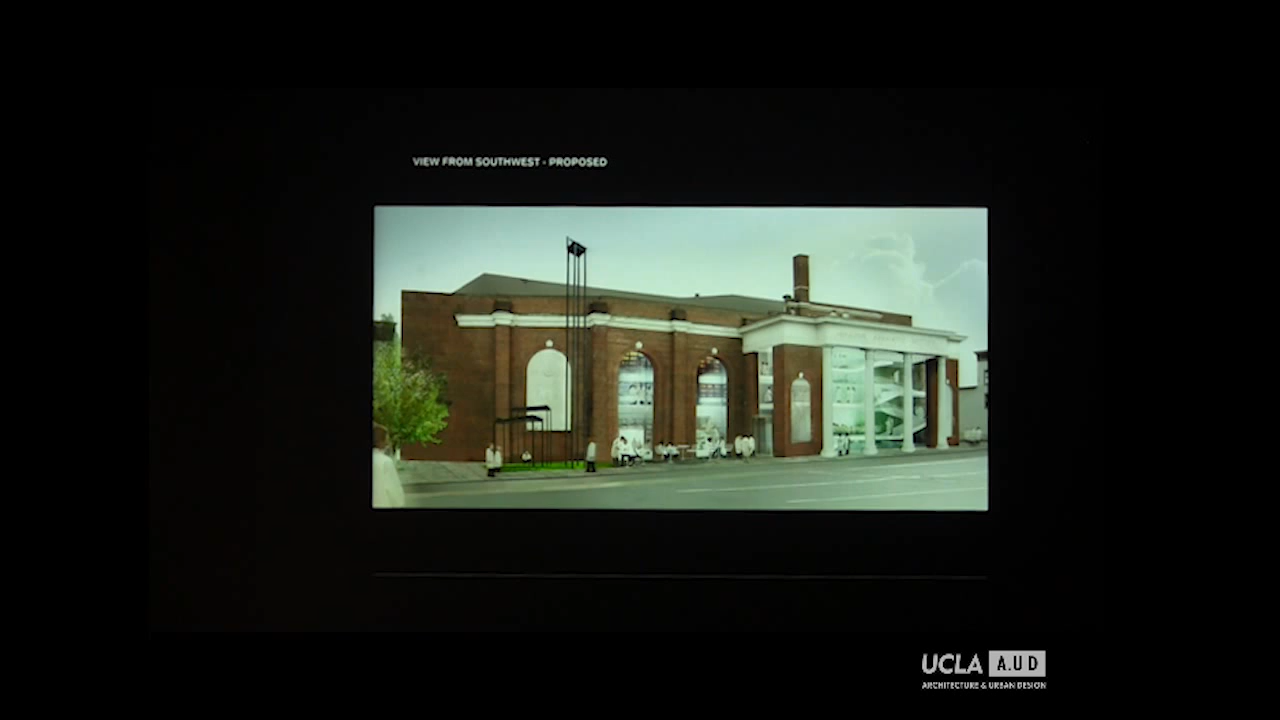 VIEW FROM SOUTHWEST - PROPOSED
UCLA A.UD
ARCHITECTURE & URBAN DESIGN